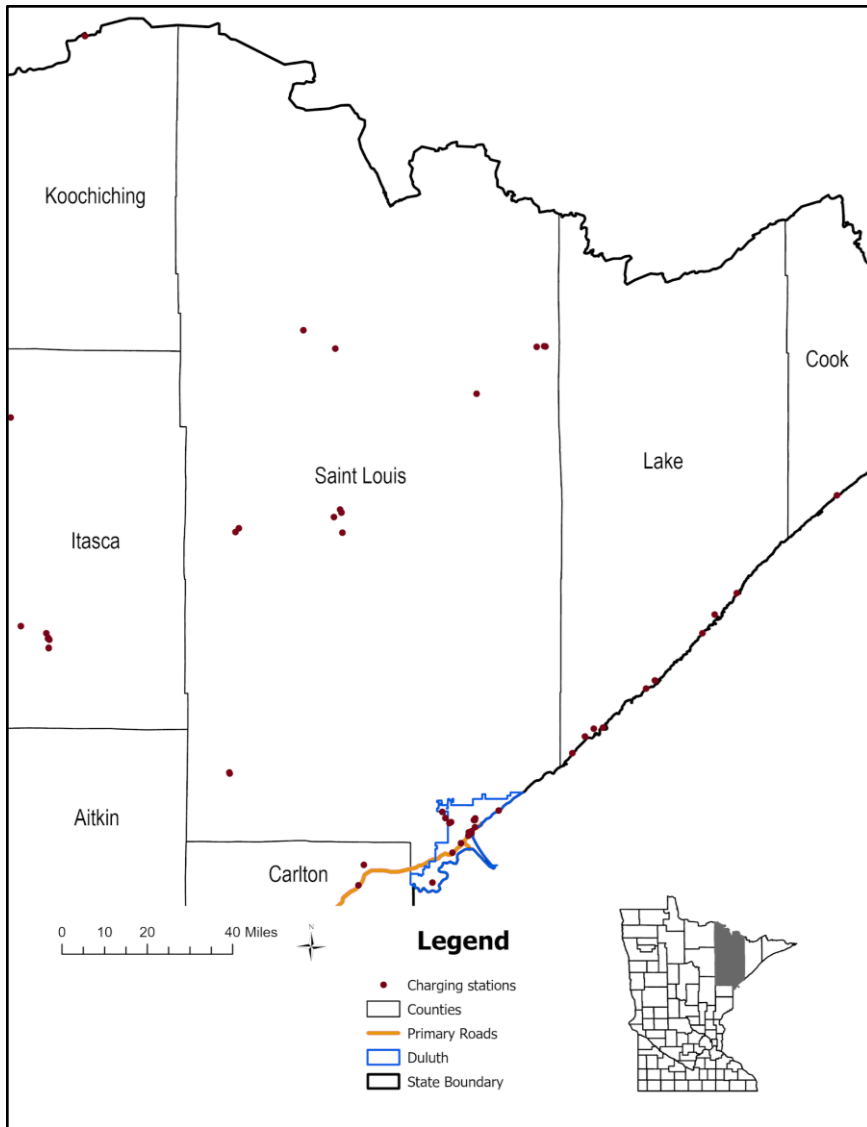 Koochiching
Cook
Lake
Saint Louis
Itasca
Aitkin
Carlton
0 10 20 40 Miles
N
Legend
Charging stations
Counties
Primary Roads
Duluth
State Boundary